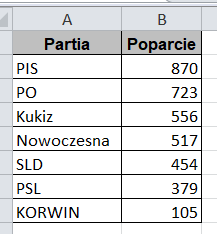 A B
Partia Poparcie
PIS 870
PO 723
Kukiz 556
Nowoczesna 517
SLD 454
PSL 379
KORWIN 105